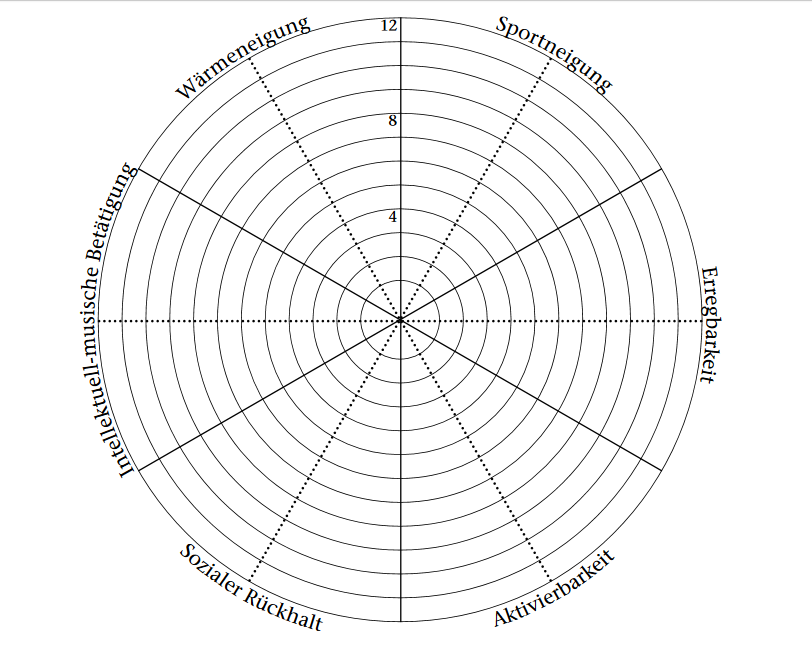 12
8
4
Sportneigung
Erregbarkeit
Aktivierbarkeit
Sozialer Rückhalt
Intellektuell-musische Betätigung
Wärmeneigung